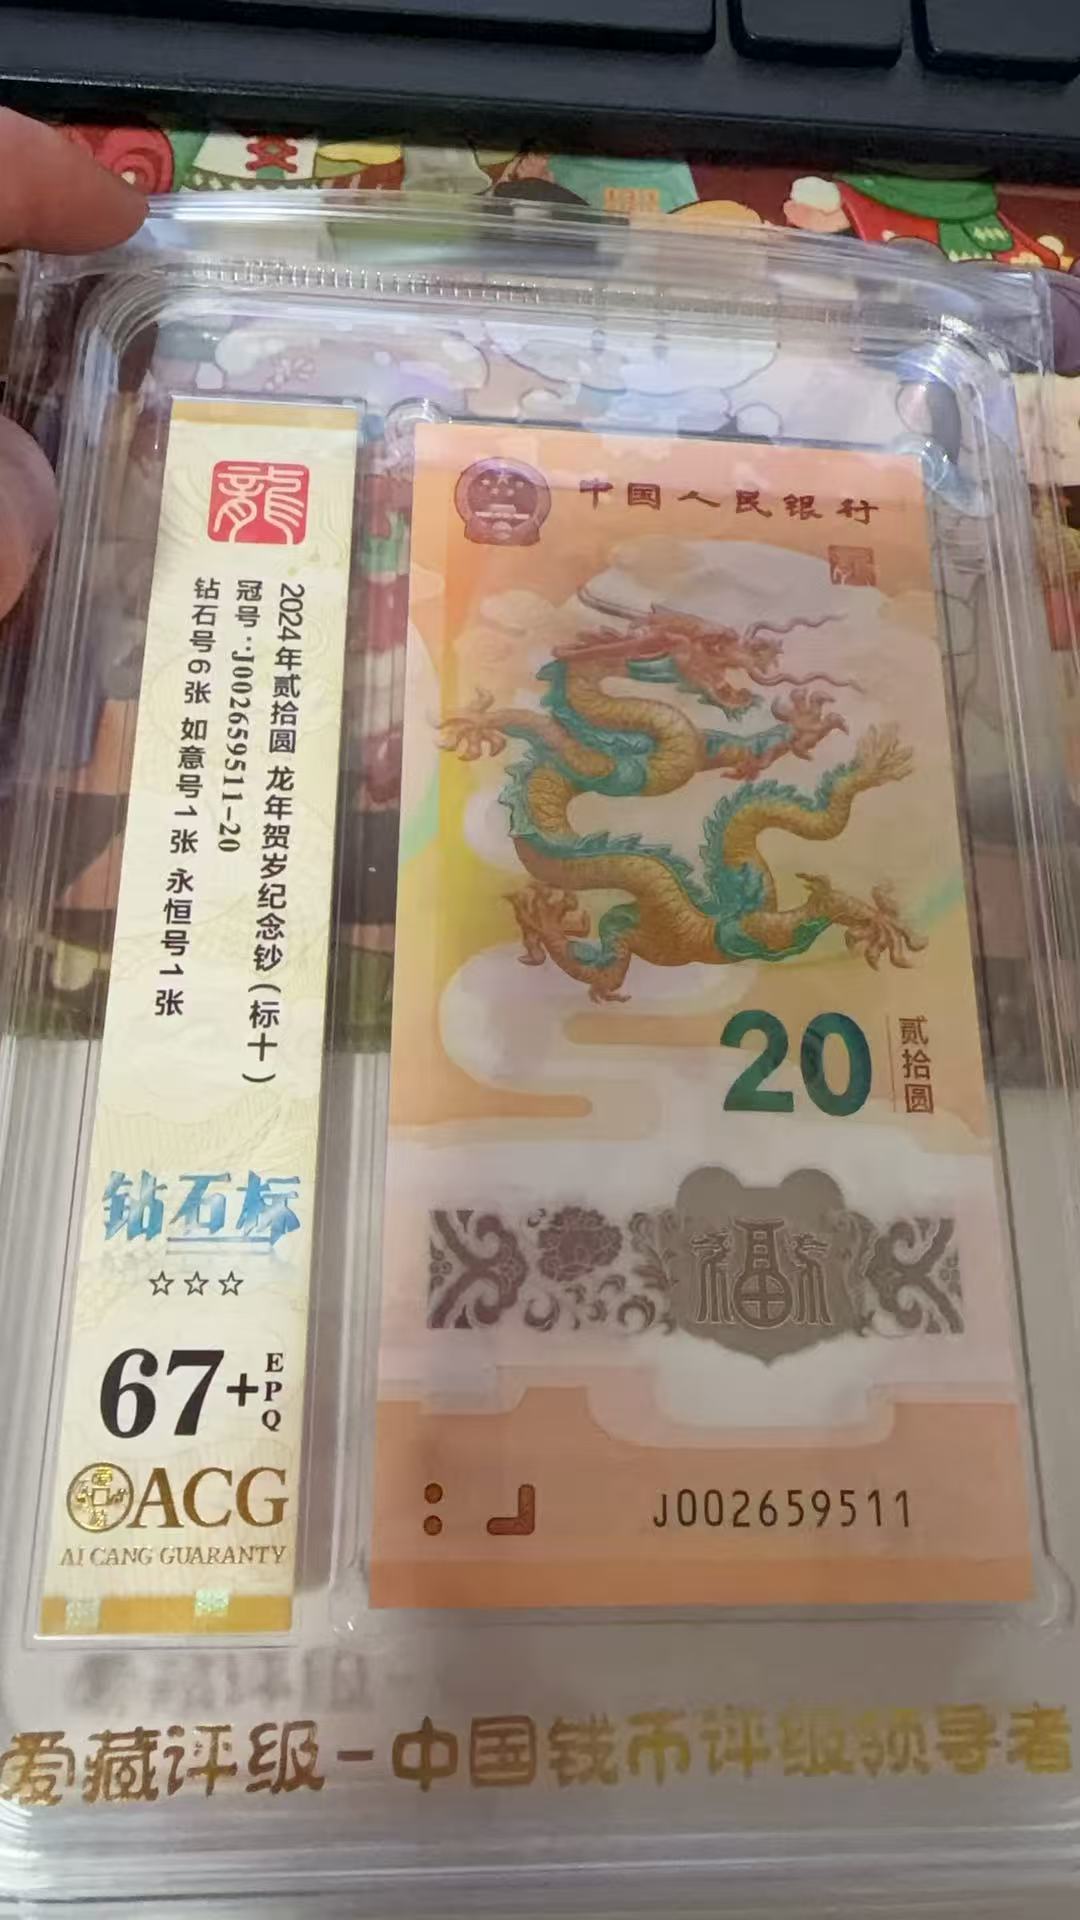 龍
2024年贰拾圆 龙年贺岁纪念钞(标十)
冠号:J002659511-20
钻石号6张 如意号1张 永恒号1张
钻石标
67+EPQ
ACG
AI CANG GUARANTY
中国人民银行
20
贰拾圆
福
J002659511
爱藏评级-中国钱币评级领导者